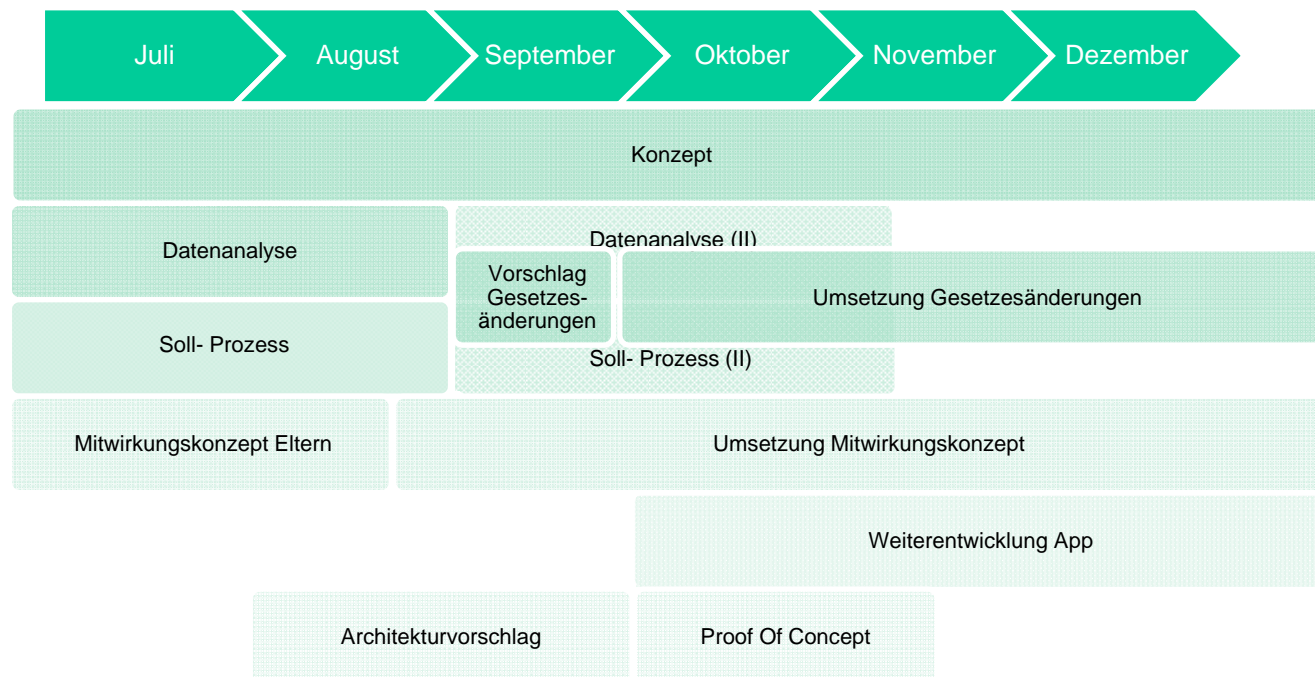 Juli
August
September
Oktober
November
Dezember
Konzept
Datenanalyse
Datenanalyse (II)
Vorschlag
Gesetzes-
änderungen
Umsetzung Gesetzesänderungen
Soll- Prozess
Soll- Prozess (II)
Mitwirkungskonzept Eltern
Umsetzung Mitwirkungskonzept
Weiterentwicklung App
Architekturvorschlag
Proof Of Concept